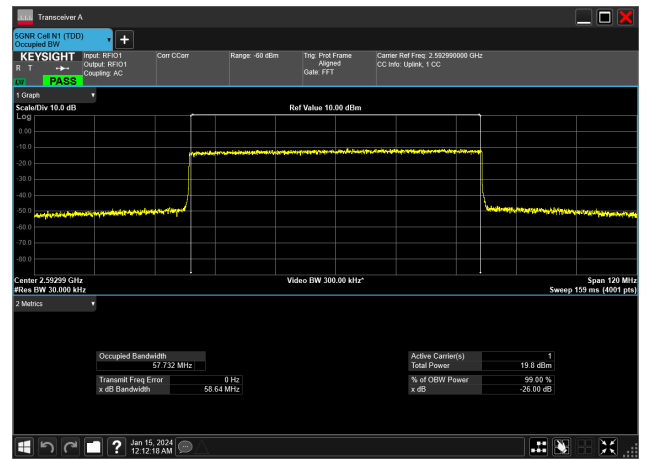 Transceiver A
5GNR Cell N1 (TDD)
Occupied BW
KEYSIGHT
R T
LW
PASS
Input: RFIO1
Output: RFIO1
Coupling: AC
Corr CCorr
Range: -60 dBm
Trig: Prot Frame
Aligned
Gate: FFT
Carrier Ref Freq: 2.592990000 GHz
CC Info: Uplink, 1 CC
1 Graph
Scale/Div 10.0 dB
Ref Value 10.00 dBm
Log
0.00
-10.0
-20.0
-30.0
-40.0
-50.0
-60.0
-70.0
-80.0
Center 2.59299 GHz
Video BW 300.00 kHz*
Span 120 MHz
#Res BW 30.000 kHz
Sweep 159 ms (4001 pts)
2 Metrics
Occupied Bandwidth
57.732 MHz
Transmit Freq Error 0 Hz
x dB Bandwidth 58.64 MHz
Active Carrier(s) 1
Total Power 19.8 dBm
% of OBW Power 99.00 %
x dB -26.00 dB
?
Jan 15, 2024
12:12:18 AM